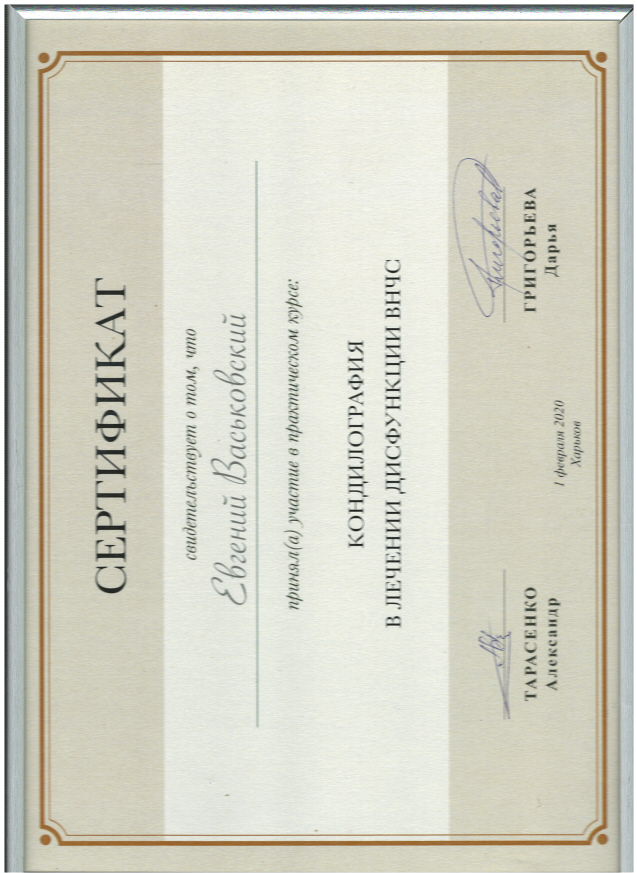 СЕРТИФИКАТ
свидетельствует о том, что
Евгений Васьковский
принял(а) участие в практическом курсе:
КОНДИЛОГРАФИЯ
В ЛЕЧЕНИИ ДИСФУНКЦИИ ВНЧС
ТАРАСЕНКО
Александр
1 февраля 2020
Харьков
Григорьева
ГРИГОРЬЕВА
Дарья